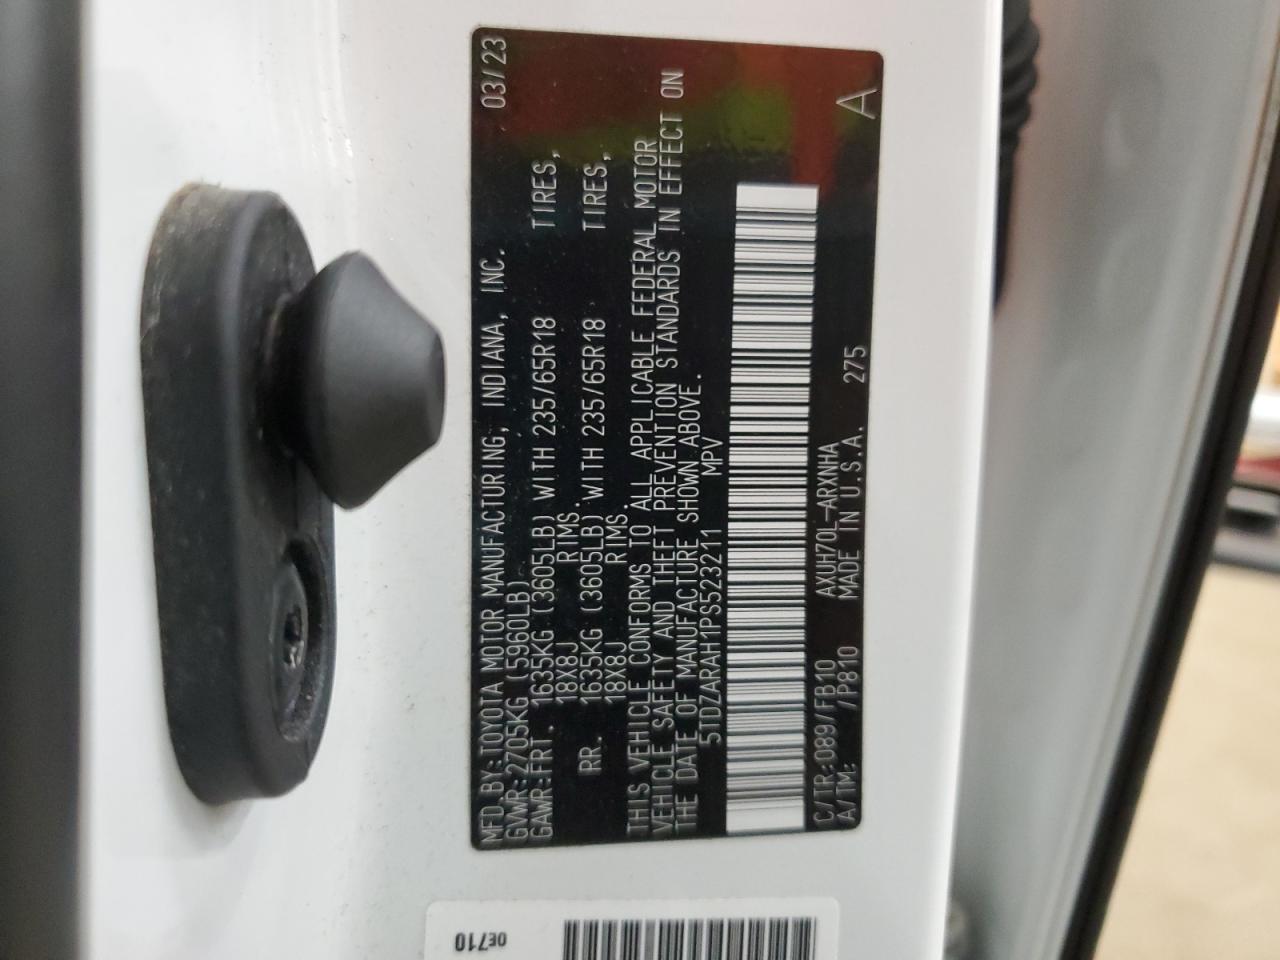 MFD.BY:TOYOTA MOTOR MANUFACTURING, INDIANA, INC. 03/23
GVWR:2705KG (5960LB)
GAWR:FRT. 1635KG (3605LB) WITH 235/65R18 TIRES,
18X8J RIMS.
RR. 1635KG (3605LB) WITH 235/65R18 TIRES,
18X8J RIMS.
THIS VEHICLE CONFORMS TO ALL APPLICABLE FEDERAL MOTOR
VEHICLE SAFETY AND THEFT PREVENTION STANDARDS IN EFFECT ON
THE DATE OF MANUFACTURE SHOWN ABOVE.
5TDZARAH1PS523211 MPV
C/TR:089/FB10 AXUH70L-ARXNHA
A/TM: /P810 MADE IN U.S.A. 275 A
0E710